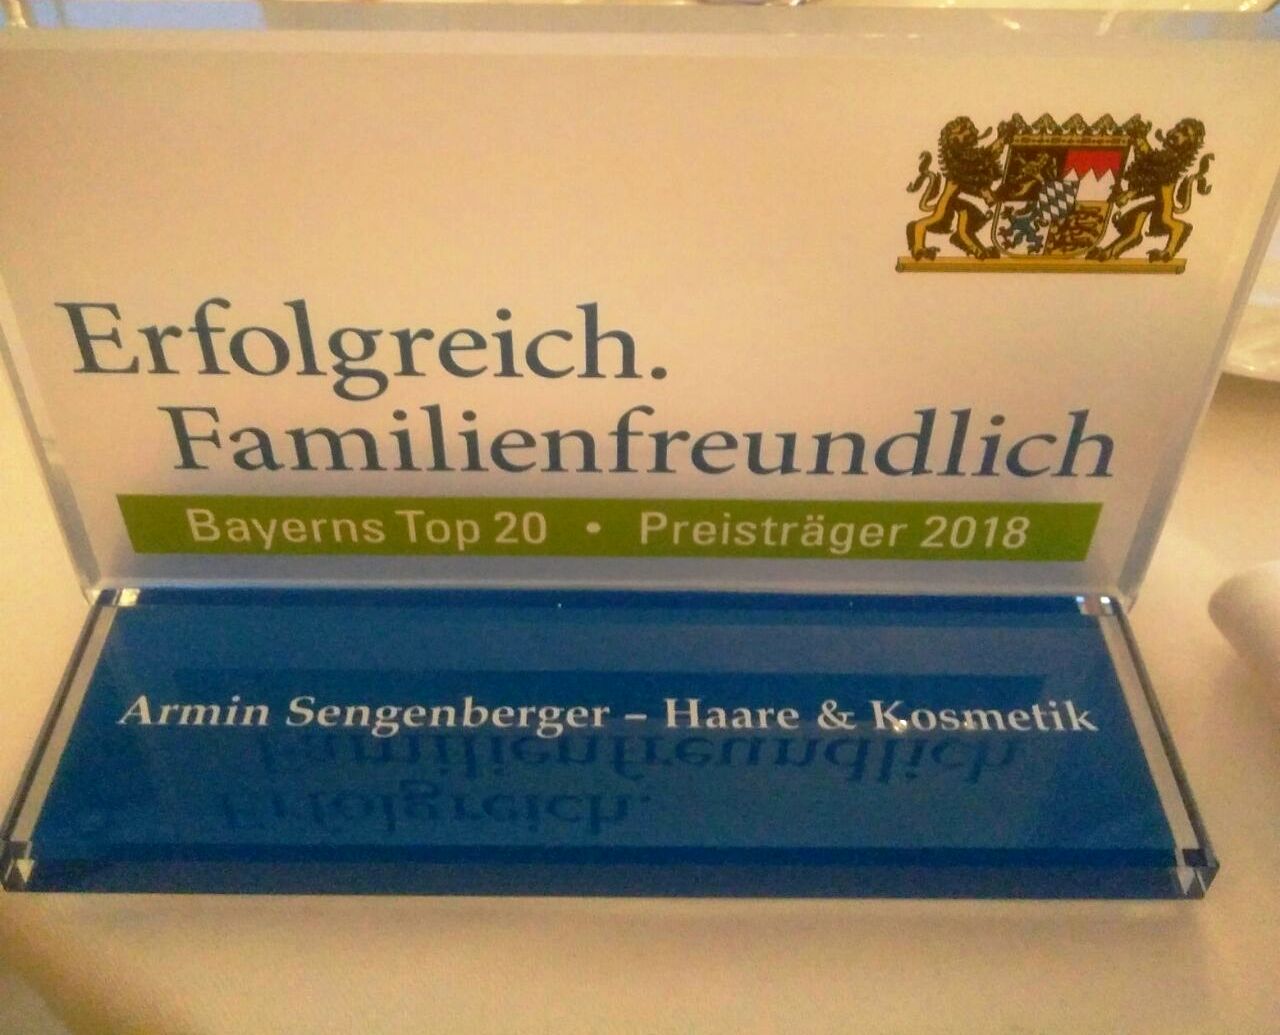 Erfolgreich.
Familienfreundlich
Bayerns Top 20 • Preisträger 2018
Armin Sengenberger – Haare & Kosmetik